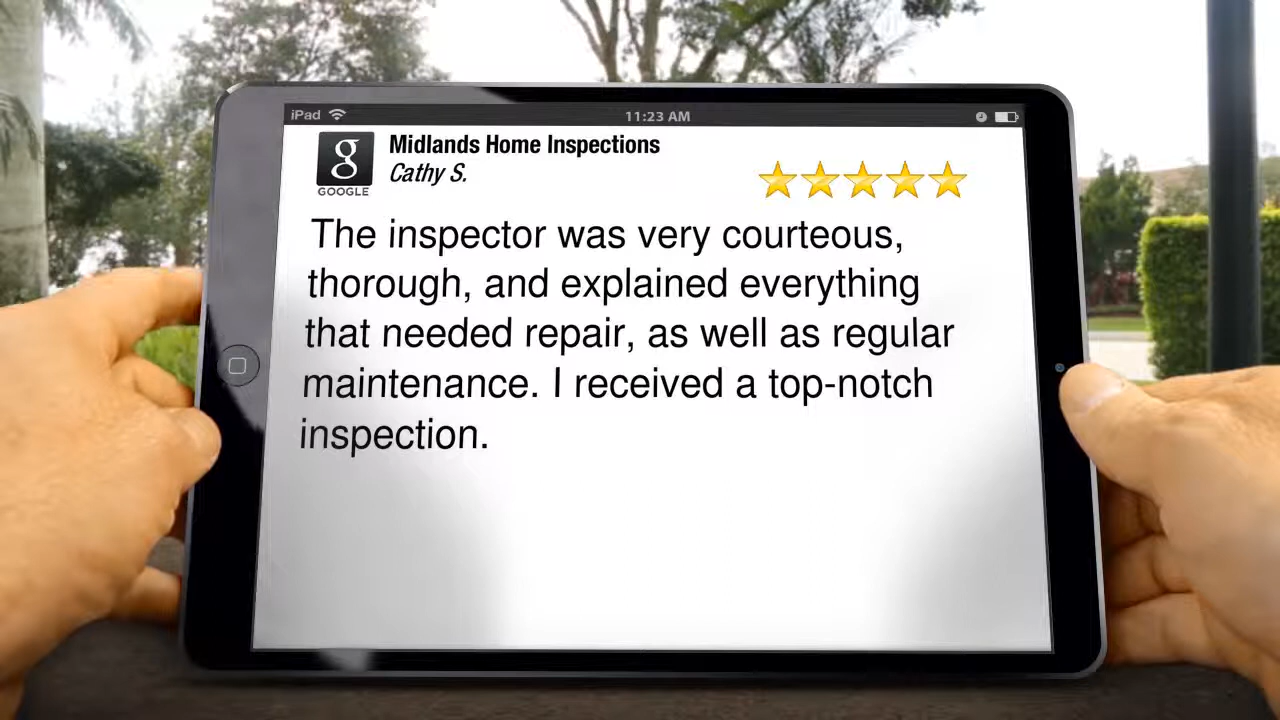 iPad 11:23 AM
g
GOOGLE
Midlands Home Inspections
Cathy S.
The inspector was very courteous,
thorough, and explained everything
that needed repair, as well as regular
maintenance. I received a top-notch
inspection.